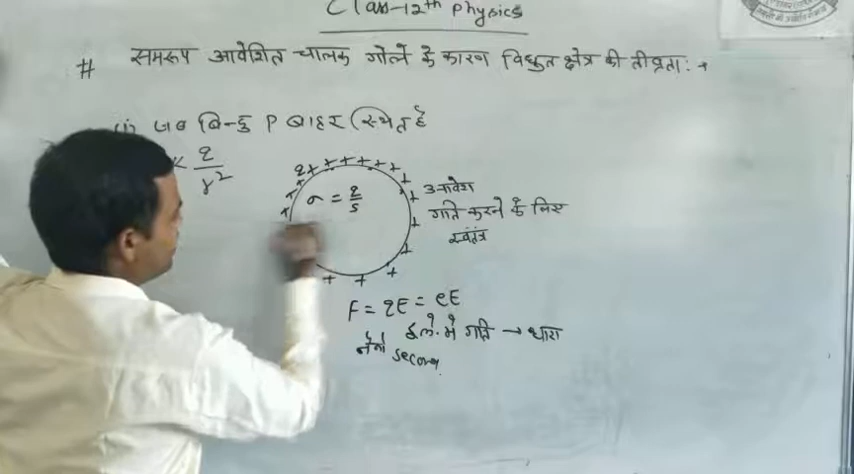 Class-12th Physics
# समरूप आवेशित चालक गोले के कारण विद्युत क्षेत्र की तीव्रता :→
(i) जब बिन्दु P बाहर स्थित है
q/r²
σ = q/s
आवेश
गति करने के लिए
स्वतंत्र
F = qE = eE
इल. में गति → धारा
नैनो second